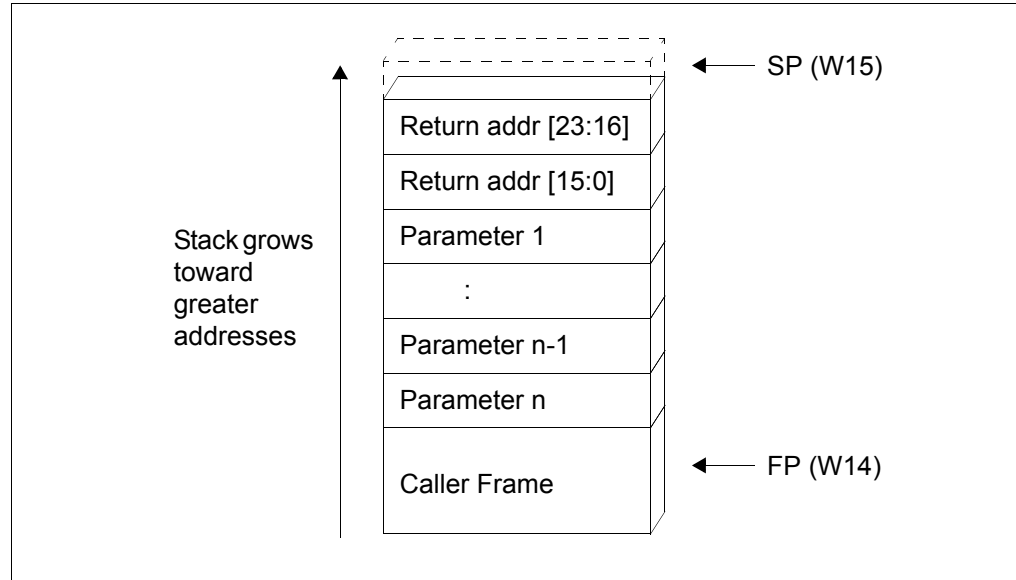 SP (W15)
Return addr [23:16]
Return addr [15:0]
Parameter 1
:
Parameter n-1
Parameter n
Caller Frame
FP (W14)
Stack grows
toward
greater
addresses